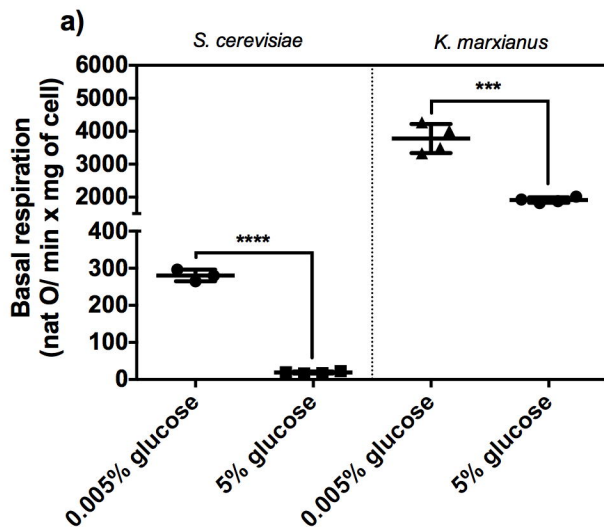 a)
S. cerevisiae
K. marxianus
Basal respiration
(nat O/ min x mg of cell)
6000
5000
4000
3000
2000
400
300
200
100
0
****
***
0.005% glucose
5% glucose
0.005% glucose
5% glucose